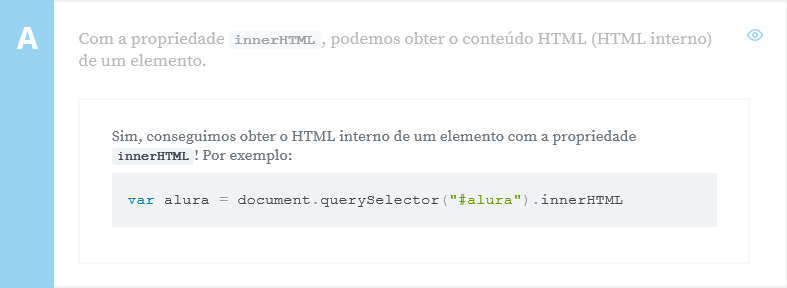 A
Com a propriedade innerHTML, podemos obter o conteúdo HTML (HTML interno)
de um elemento.
Sim, conseguimos obter o HTML interno de um elemento com a propriedade
innerHTML! Por exemplo:
var alura = document.querySelector("#alura").innerHTML